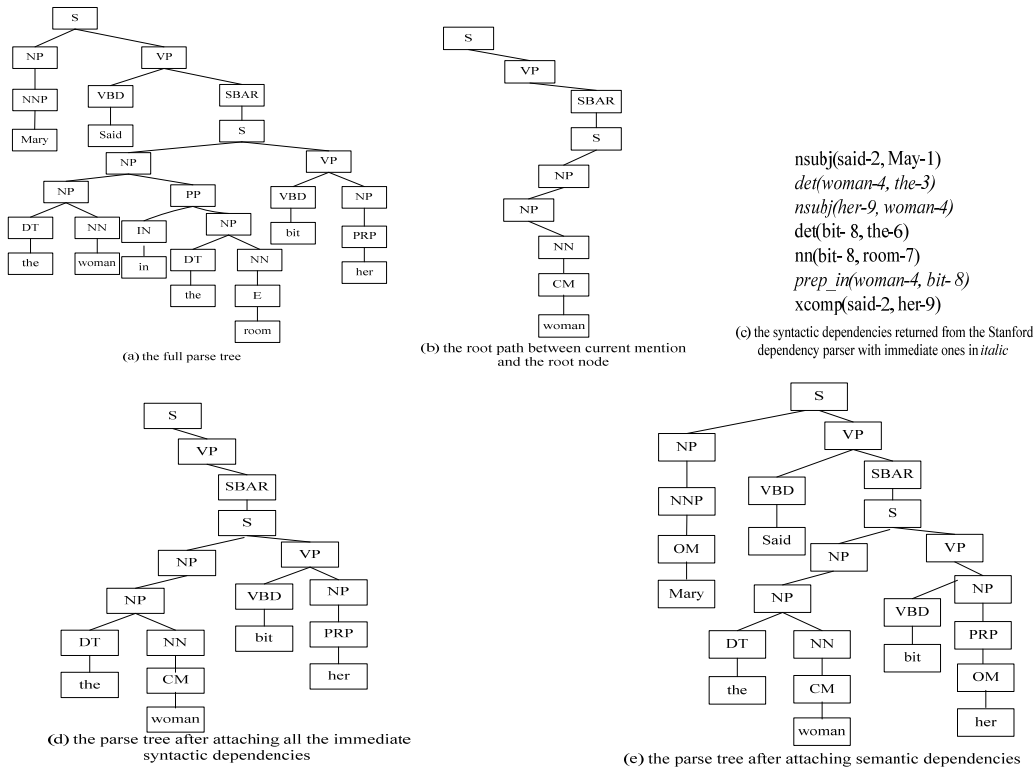 S
NP VP
NNP VBD SBAR
Mary Said S
NP VP
NP PP VBD NP
DT NN IN NP bit PRP
the woman in DT NN her
the E
room
(a) the full parse tree
S
VP
SBAR
S
NP
NP
NN
CM
woman
(b) the root path between current mention
and the root node
nsubj(said-2, May-1)
det(woman-4, the-3)
nsubj(her-9, woman-4)
det(bit- 8, the-6)
nn(bit- 8, room-7)
prep_in(woman-4, bit- 8)
xcomp(said-2, her-9)
(c) the syntactic dependencies returned from the Stanford
dependency parser with immediate ones in italic
S
VP
SBAR
S
NP VP
NP VBD NP
DT NN bit PRP
the CM her
woman
(d) the parse tree after attaching all the immediate
syntactic dependencies
S
NP VP
NNP VBD SBAR
OM Said S
Mary NP VP
NP VBD NP
DT NN bit PRP
the CM OM
woman her
(e) the parse tree after attaching semantic dependencies